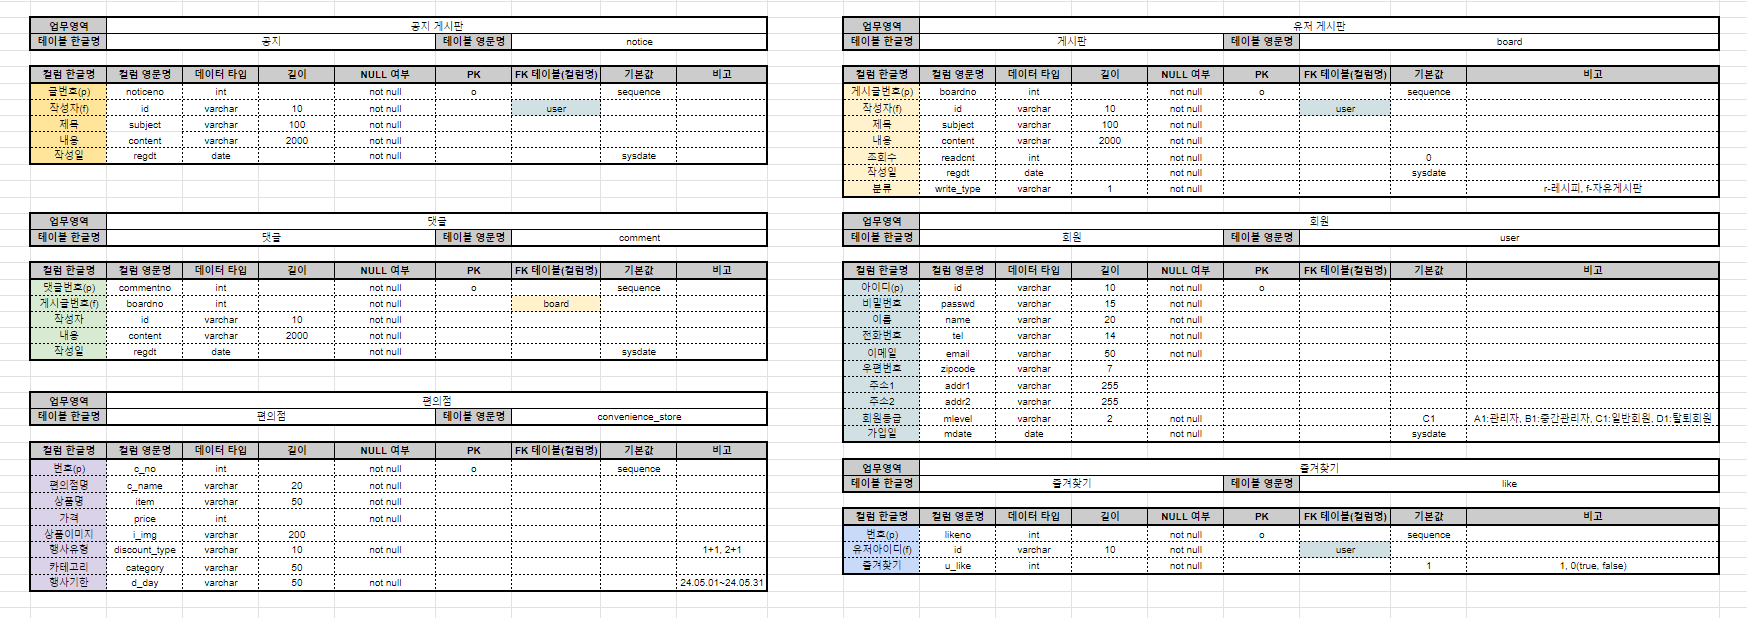 업무영역 공지 게시판
테이블 한글명 공지 테이블 영문명 notice
컬럼 한글명 컬럼 영문명 데이터 타입 길이 NULL 여부 PK FK 테이블(컬럼명) 기본값 비고
글번호(p) noticeno int not null o sequence
작성자(f) id varchar 10 not null user
제목 subject varchar 100 not null
내용 content varchar 2000 not null
작성일 regdt date not null sysdate
업무영역 유저 게시판
테이블 한글명 게시판 테이블 영문명 board
컬럼 한글명 컬럼 영문명 데이터 타입 길이 NULL 여부 PK FK 테이블(컬럼명) 기본값 비고
게시글번호(p) boardno int not null o sequence
작성자(f) id varchar 10 not null user
제목 subject varchar 100 not null
내용 content varchar 2000 not null
조회수 readcnt int not null 0
작성일 regdt date not null sysdate
분류 write_type varchar 1 not null r-레시피, f-자유게시판
업무영역 댓글
테이블 한글명 댓글 테이블 영문명 comment
컬럼 한글명 컬럼 영문명 데이터 타입 길이 NULL 여부 PK FK 테이블(컬럼명) 기본값 비고
댓글번호(p) commentno int not null o sequence
게시글번호(f) boardno int not null board
작성자 id varchar 10 not null
내용 content varchar 2000 not null
작성일 regdt date not null sysdate
업무영역 회원
테이블 한글명 회원 테이블 영문명 user
컬럼 한글명 컬럼 영문명 데이터 타입 길이 NULL 여부 PK FK 테이블(컬럼명) 기본값 비고
아이디(p) id varchar 10 not null o
비밀번호 passwd varchar 15 not null
이름 name varchar 20 not null
전화번호 tel varchar 14 not null
이메일 email varchar 50 not null
우편번호 zipcode varchar 7
주소1 addr1 varchar 255
주소2 addr2 varchar 255
회원등급 mlevel varchar 2 not null C1 A1:관리자, B1:중간관리자, C1:일반회원, D1:탈퇴회원
가입일 mdate date not null sysdate
업무영역 편의점
테이블 한글명 편의점 테이블 영문명 convenience_store
컬럼 한글명 컬럼 영문명 데이터 타입 길이 NULL 여부 PK FK 테이블(컬럼명) 기본값 비고
번호(p) c_no int not null o sequence
편의점명 c_name varchar 20 not null
상품명 item varchar 50 not null
가격 price int not null
상품이미지 i_img varchar 200
행사유형 discount_type varchar 10 not null 1+1, 2+1
카테고리 category varchar 50
행사기한 d_day varchar 50 not null 24.05.01~24.05.31
업무영역 즐겨찾기
테이블 한글명 즐겨찾기 테이블 영문명 like
컬럼 한글명 컬럼 영문명 데이터 타입 길이 NULL 여부 PK FK 테이블(컬럼명) 기본값 비고
번호(p) likeno int not null o sequence
유저아이디(f) id varchar 10 not null user
즐겨찾기 u_like int not null 1 1, 0(true, false)